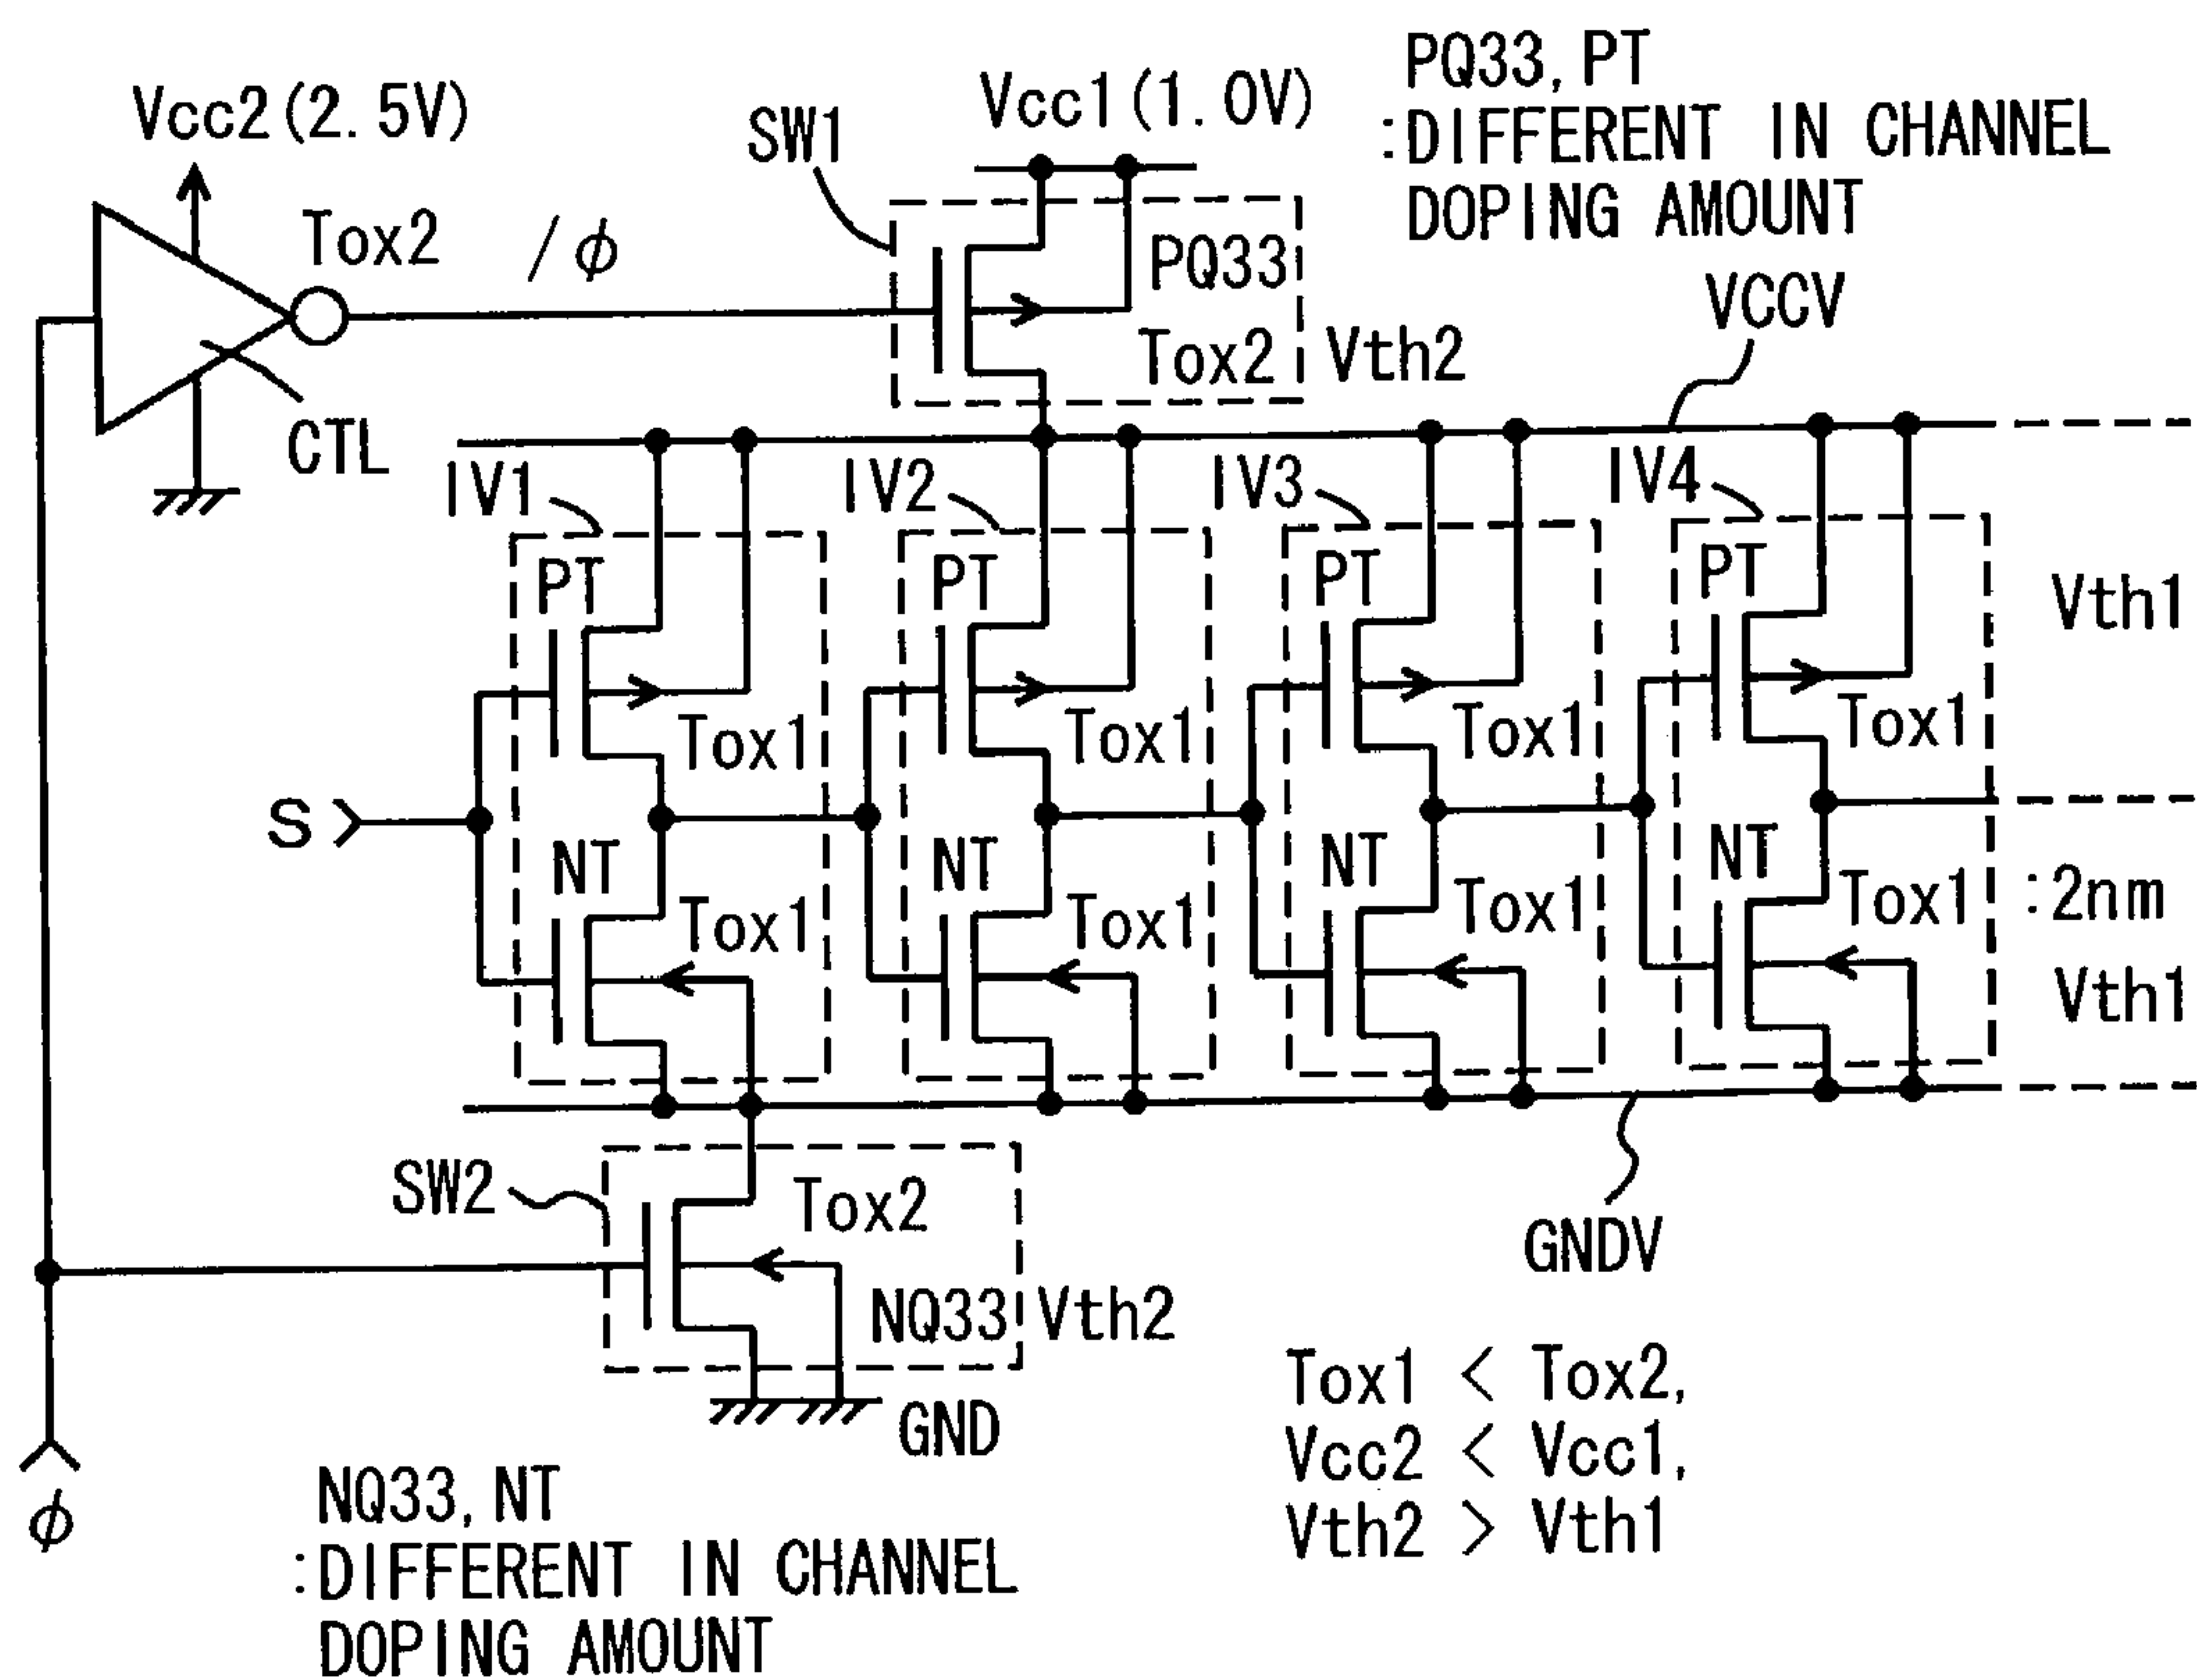 PQ33, PT
:DIFFERENT IN CHANNEL
DOPING AMOUNT
Vcc2(2.5V)
SW1
Vcc1(1.0V)
Tox2
/φ
PQ33
Tox2
Vth2
VCCV
CTL
IV1
IV2
IV3
IV4
PT
PT
PT
PT
Vth1
Tox1
Tox1
Tox1
Tox1
S
NT
NT
NT
NT
Tox1
Tox1
Tox1
Tox1
:2nm
Vth1
SW2
Tox2
NQ33
Vth2
GNDV
GND
Tox1 < Tox2,
Vcc2 < Vcc1,
Vth2 > Vth1
φ
NQ33, NT
:DIFFERENT IN CHANNEL
DOPING AMOUNT